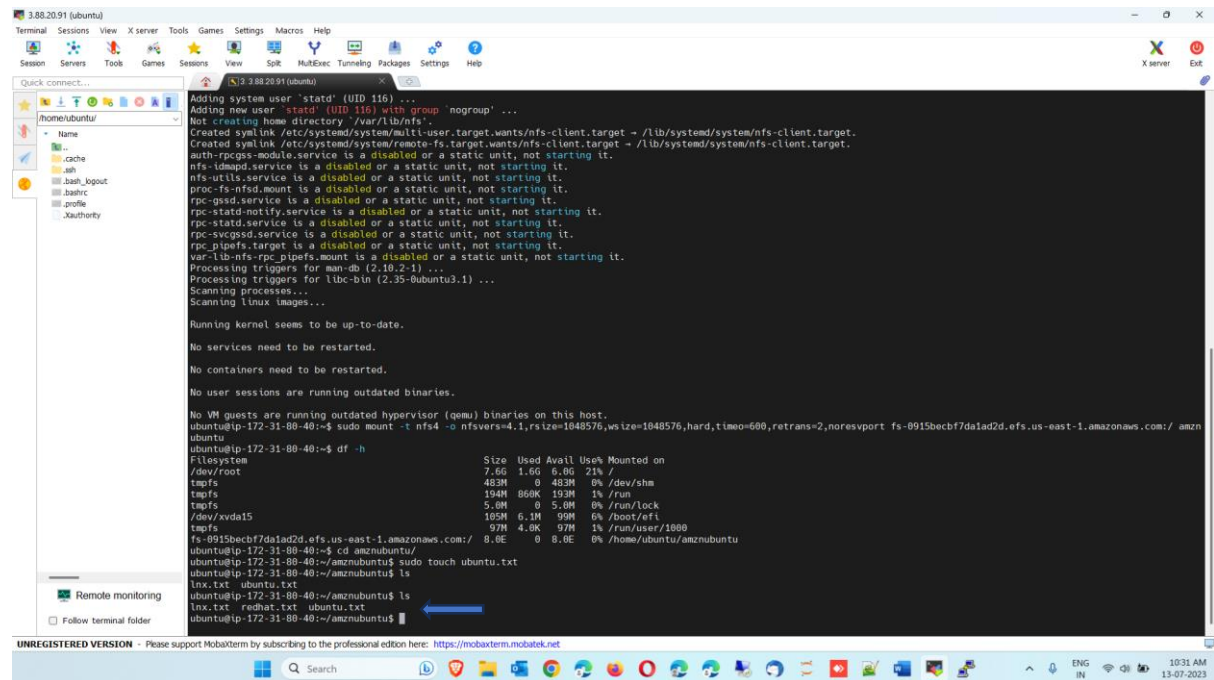 3.88.20.91 (ubuntu)
Terminal Sessions View X server Tools Games Settings Macros Help
Session Servers Tools Games Sessions View Split MultiExec Tunneling Packages Settings Help X server Exit
Quick connect...
3. 3.88.20.91 (ubuntu)
/home/ubuntu/
Name
..
.cache
.ssh
.bash_logout
.bashrc
.profile
.Xauthority
Adding system user `statd' (UID 116) ...
Adding new user `statd' (UID 116) with group `nogroup' ...
Not creating home directory `/var/lib/nfs'.
Created symlink /etc/systemd/system/multi-user.target.wants/nfs-client.target → /lib/systemd/system/nfs-client.target.
Created symlink /etc/systemd/system/remote-fs.target.wants/nfs-client.target → /lib/systemd/system/nfs-client.target.
auth-rpcgss-module.service is a disabled or a static unit, not starting it.
nfs-idmapd.service is a disabled or a static unit, not starting it.
nfs-utils.service is a disabled or a static unit, not starting it.
proc-fs-nfsd.mount is a disabled or a static unit, not starting it.
rpc-gssd.service is a disabled or a static unit, not starting it.
rpc-statd-notify.service is a disabled or a static unit, not starting it.
rpc-statd.service is a disabled or a static unit, not starting it.
rpc-svcgssd.service is a disabled or a static unit, not starting it.
rpc_pipefs.target is a disabled or a static unit, not starting it.
var-lib-nfs-rpc_pipefs.mount is a disabled or a static unit, not starting it.
Processing triggers for man-db (2.10.2-1) ...
Processing triggers for libc-bin (2.35-0ubuntu3.1) ...
Scanning processes...
Scanning linux images...
Running kernel seems to be up-to-date.
No services need to be restarted.
No containers need to be restarted.
No user sessions are running outdated binaries.
No VM guests are running outdated hypervisor (qemu) binaries on this host.
ubuntu@ip-172-31-80-40:~$ sudo mount -t nfs4 -o nfsvers=4.1,rsize=1048576,wsize=1048576,hard,timeo=600,retrans=2,noresvport fs-0915becbf7da1ad2d.efs.us-east-1.amazonaws.com:/ amzn
ubuntu
ubuntu@ip-172-31-80-40:~$ df -h
Filesystem Size Used Avail Use% Mounted on
/dev/root 7.6G 1.6G 6.0G 21% /
tmpfs 483M 0 483M 0% /dev/shm
tmpfs 194M 860K 193M 1% /run
tmpfs 5.0M 0 5.0M 0% /run/lock
/dev/xvda15 105M 6.1M 99M 6% /boot/efi
tmpfs 97M 4.0K 97M 1% /run/user/1000
fs-0915becbf7da1ad2d.efs.us-east-1.amazonaws.com:/ 8.0E 0 8.0E 0% /home/ubuntu/amznubuntu
ubuntu@ip-172-31-80-40:~$ cd amznubuntu/
ubuntu@ip-172-31-80-40:~/amznubuntu$ sudo touch ubuntu.txt
ubuntu@ip-172-31-80-40:~/amznubuntu$ ls
lnx.txt ubuntu.txt
ubuntu@ip-172-31-80-40:~/amznubuntu$ ls
lnx.txt redhat.txt ubuntu.txt
ubuntu@ip-172-31-80-40:~/amznubuntu$
Remote monitoring
Follow terminal folder
UNREGISTERED VERSION - Please support MobaXterm by subscribing to the professional edition here: https://mobaxterm.mobatek.net
Search
ENG
IN
10:31 AM
13-07-2023